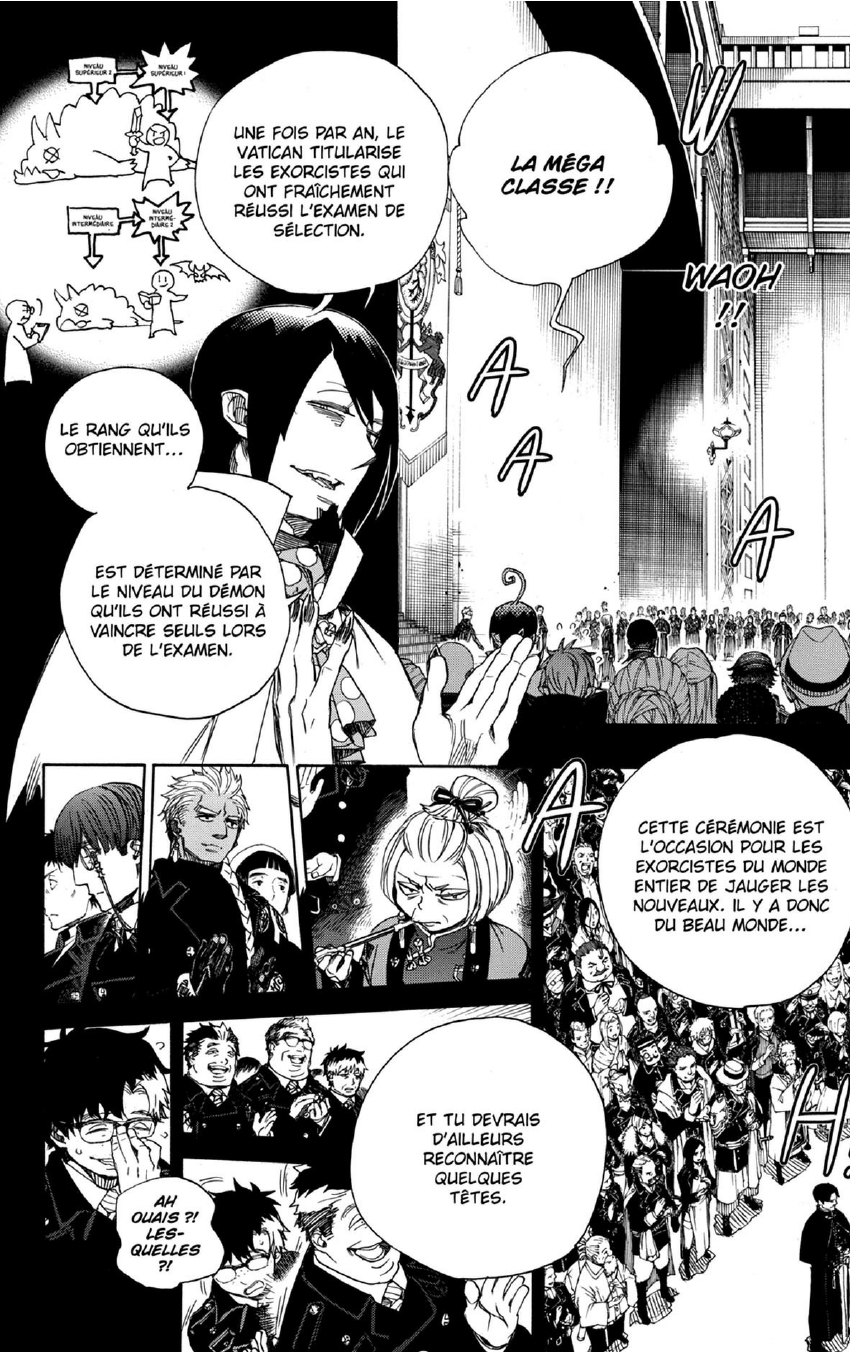 NIVEAU
SUPÉRIEUR 2
NIVEAU
SUPÉRIEUR 1
NIVEAU
INTERMÉDIAIRE
NIVEAU
INTERMÉ-
DIAIRE 2
UNE FOIS PAR AN, LE
VATICAN TITULARISE
LES EXORCISTES QUI
ONT FRAÎCHEMENT
RÉUSSI L'EXAMEN DE
SÉLECTION.
LA MÉGA
CLASSE !!
W
WAOH
!!
A
A
A
LE RANG QU'ILS
OBTIENNENT...
EST DÉTERMINÉ PAR
LE NIVEAU DU DÉMON
QU'ILS ONT RÉUSSI À
VAINCRE SEULS LORS
DE L'EXAMEN.
A
CETTE CÉRÉMONIE EST
L'OCCASION POUR LES
EXORCISTES DU MONDE
ENTIER DE JAUGER LES
NOUVEAUX. IL Y A DONC
DU BEAU MONDE...
H
ET TU DEVRAIS
D'AILLEURS
RECONNAÎTRE
QUELQUES
TÊTES.
AH
OUAIS ?!
LES-
QUELLES
?!